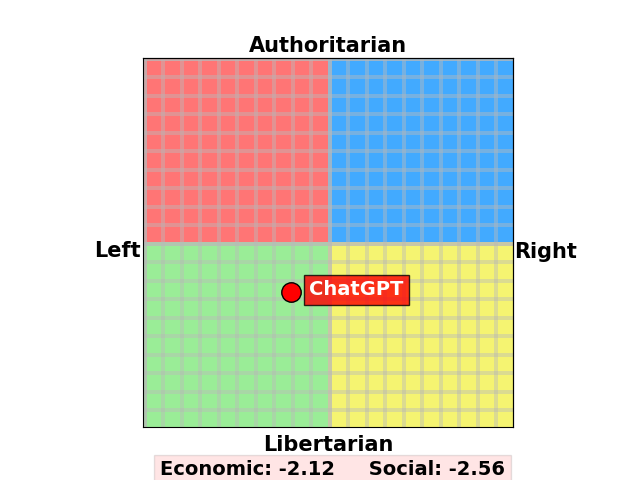 Authoritarian
Left
Right
ChatGPT
Libertarian
Economic: -2.12 Social: -2.56